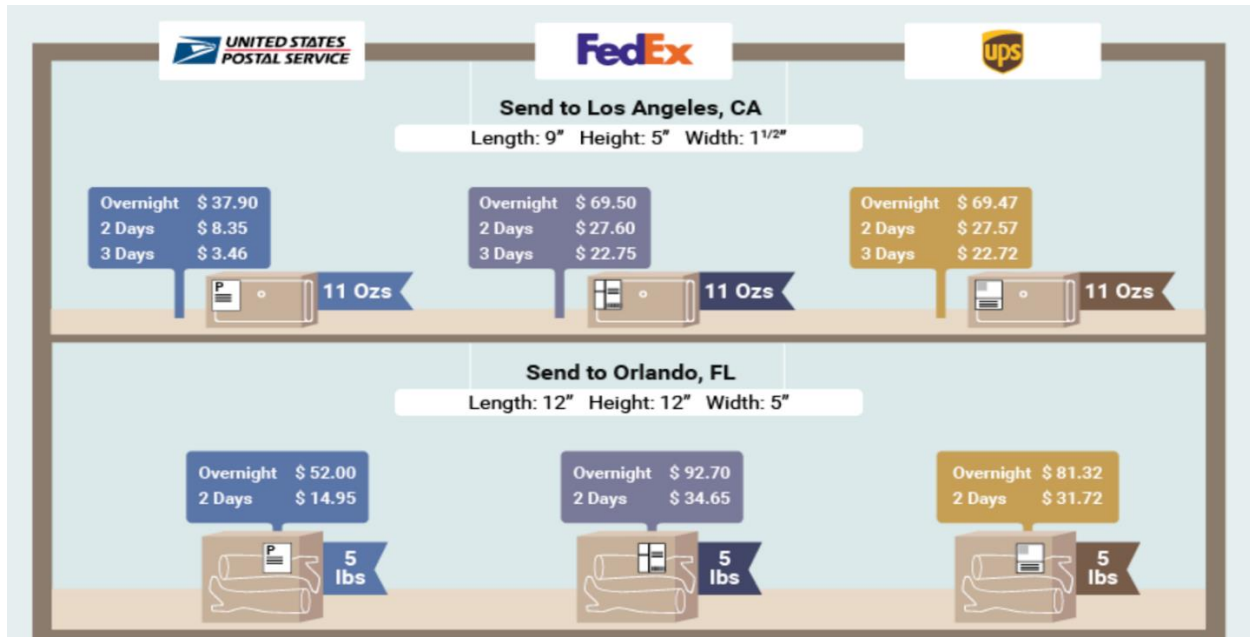 UNITED STATES
POSTAL SERVICE
FedEx
ups
Send to Los Angeles, CA
Length: 9” Height: 5” Width: 1 1/2”
Overnight $ 37.90
2 Days $ 8.35
3 Days $ 3.46
P
11 Ozs
Overnight $ 69.50
2 Days $ 27.60
3 Days $ 22.75
11 Ozs
Overnight $ 69.47
2 Days $ 27.57
3 Days $ 22.72
11 Ozs
Send to Orlando, FL
Length: 12” Height: 12” Width: 5”
Overnight $ 52.00
2 Days $ 14.95
P
5
lbs
Overnight $ 92.70
2 Days $ 34.65
5
lbs
Overnight $ 81.32
2 Days $ 31.72
5
lbs